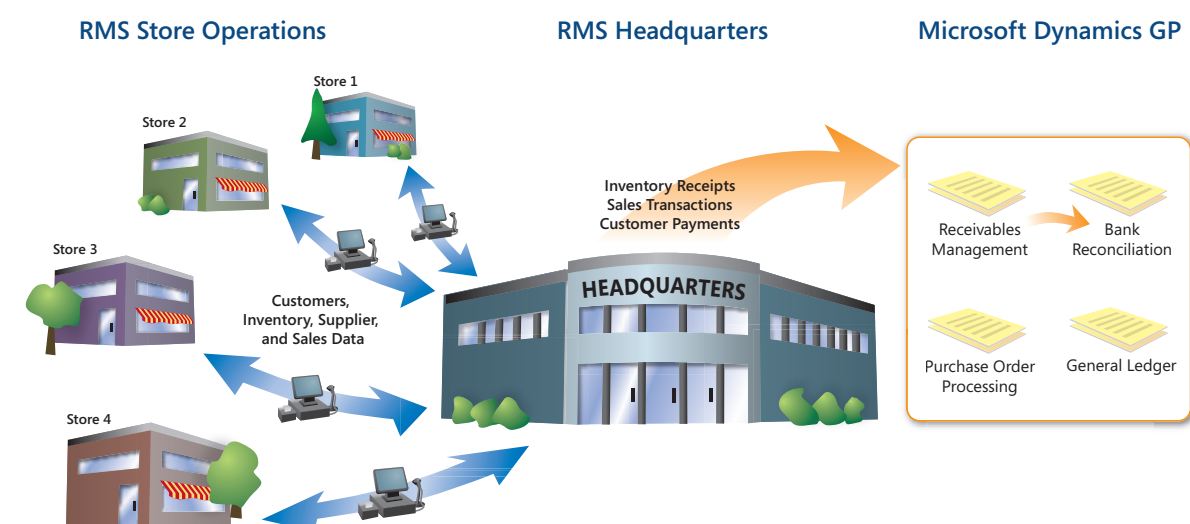 RMS Store Operations
RMS Headquarters
Microsoft Dynamics GP
Store 1
Store 2
Store 3
Store 4
Customers,
Inventory, Supplier,
and Sales Data
Inventory Receipts
Sales Transactions
Customer Payments
HEADQUARTERS
Receivables
Management
Bank
Reconciliation
Purchase Order
Processing
General Ledger